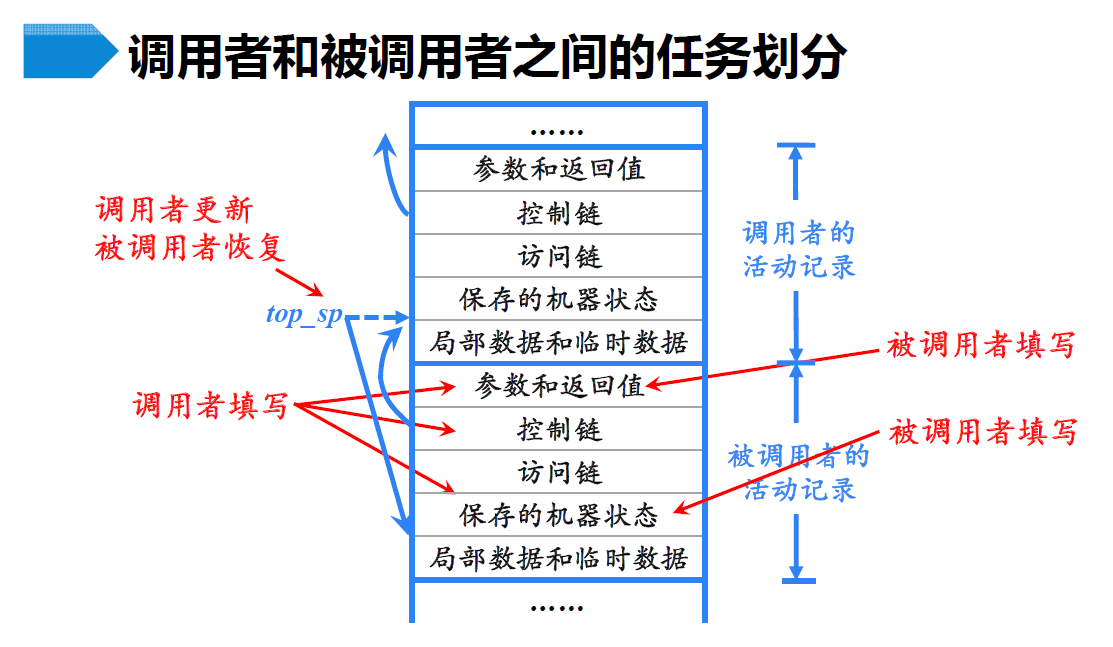 调用者和被调用者之间的任务划分
……
参数和返回值
控制链
访问链
保存的机器状态
局部数据和临时数据
参数和返回值
控制链
访问链
保存的机器状态
局部数据和临时数据
……
调用者更新
被调用者恢复
top_sp
调用者填写
调用者的
活动记录
被调用者填写
被调用者填写
被调用者的
活动记录